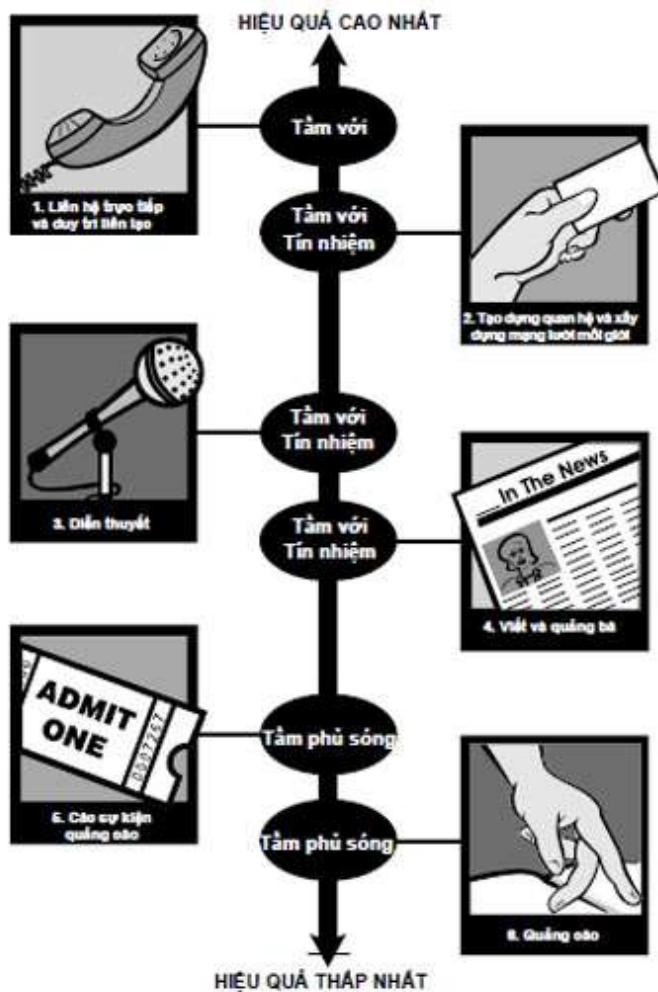 HIỆU QUẢ CAO NHẤT
Tầm với
1. Liên hệ trực tiếp
và duy trì liên lạc
Tầm với
Tín nhiệm
2. Tạo dựng quan hệ và xây
dựng mạng lưới môi giới
Tầm với
Tín nhiệm
3. Diễn thuyết
Tầm với
Tín nhiệm
__In The News
4. Viết và quảng bá
ADMIT
ONE
0007267
Tầm phủ sóng
5. Các sự kiện
quảng cáo
Tầm phủ sóng
6. Quảng cáo
HIỆU QUẢ THẤP NHẤT